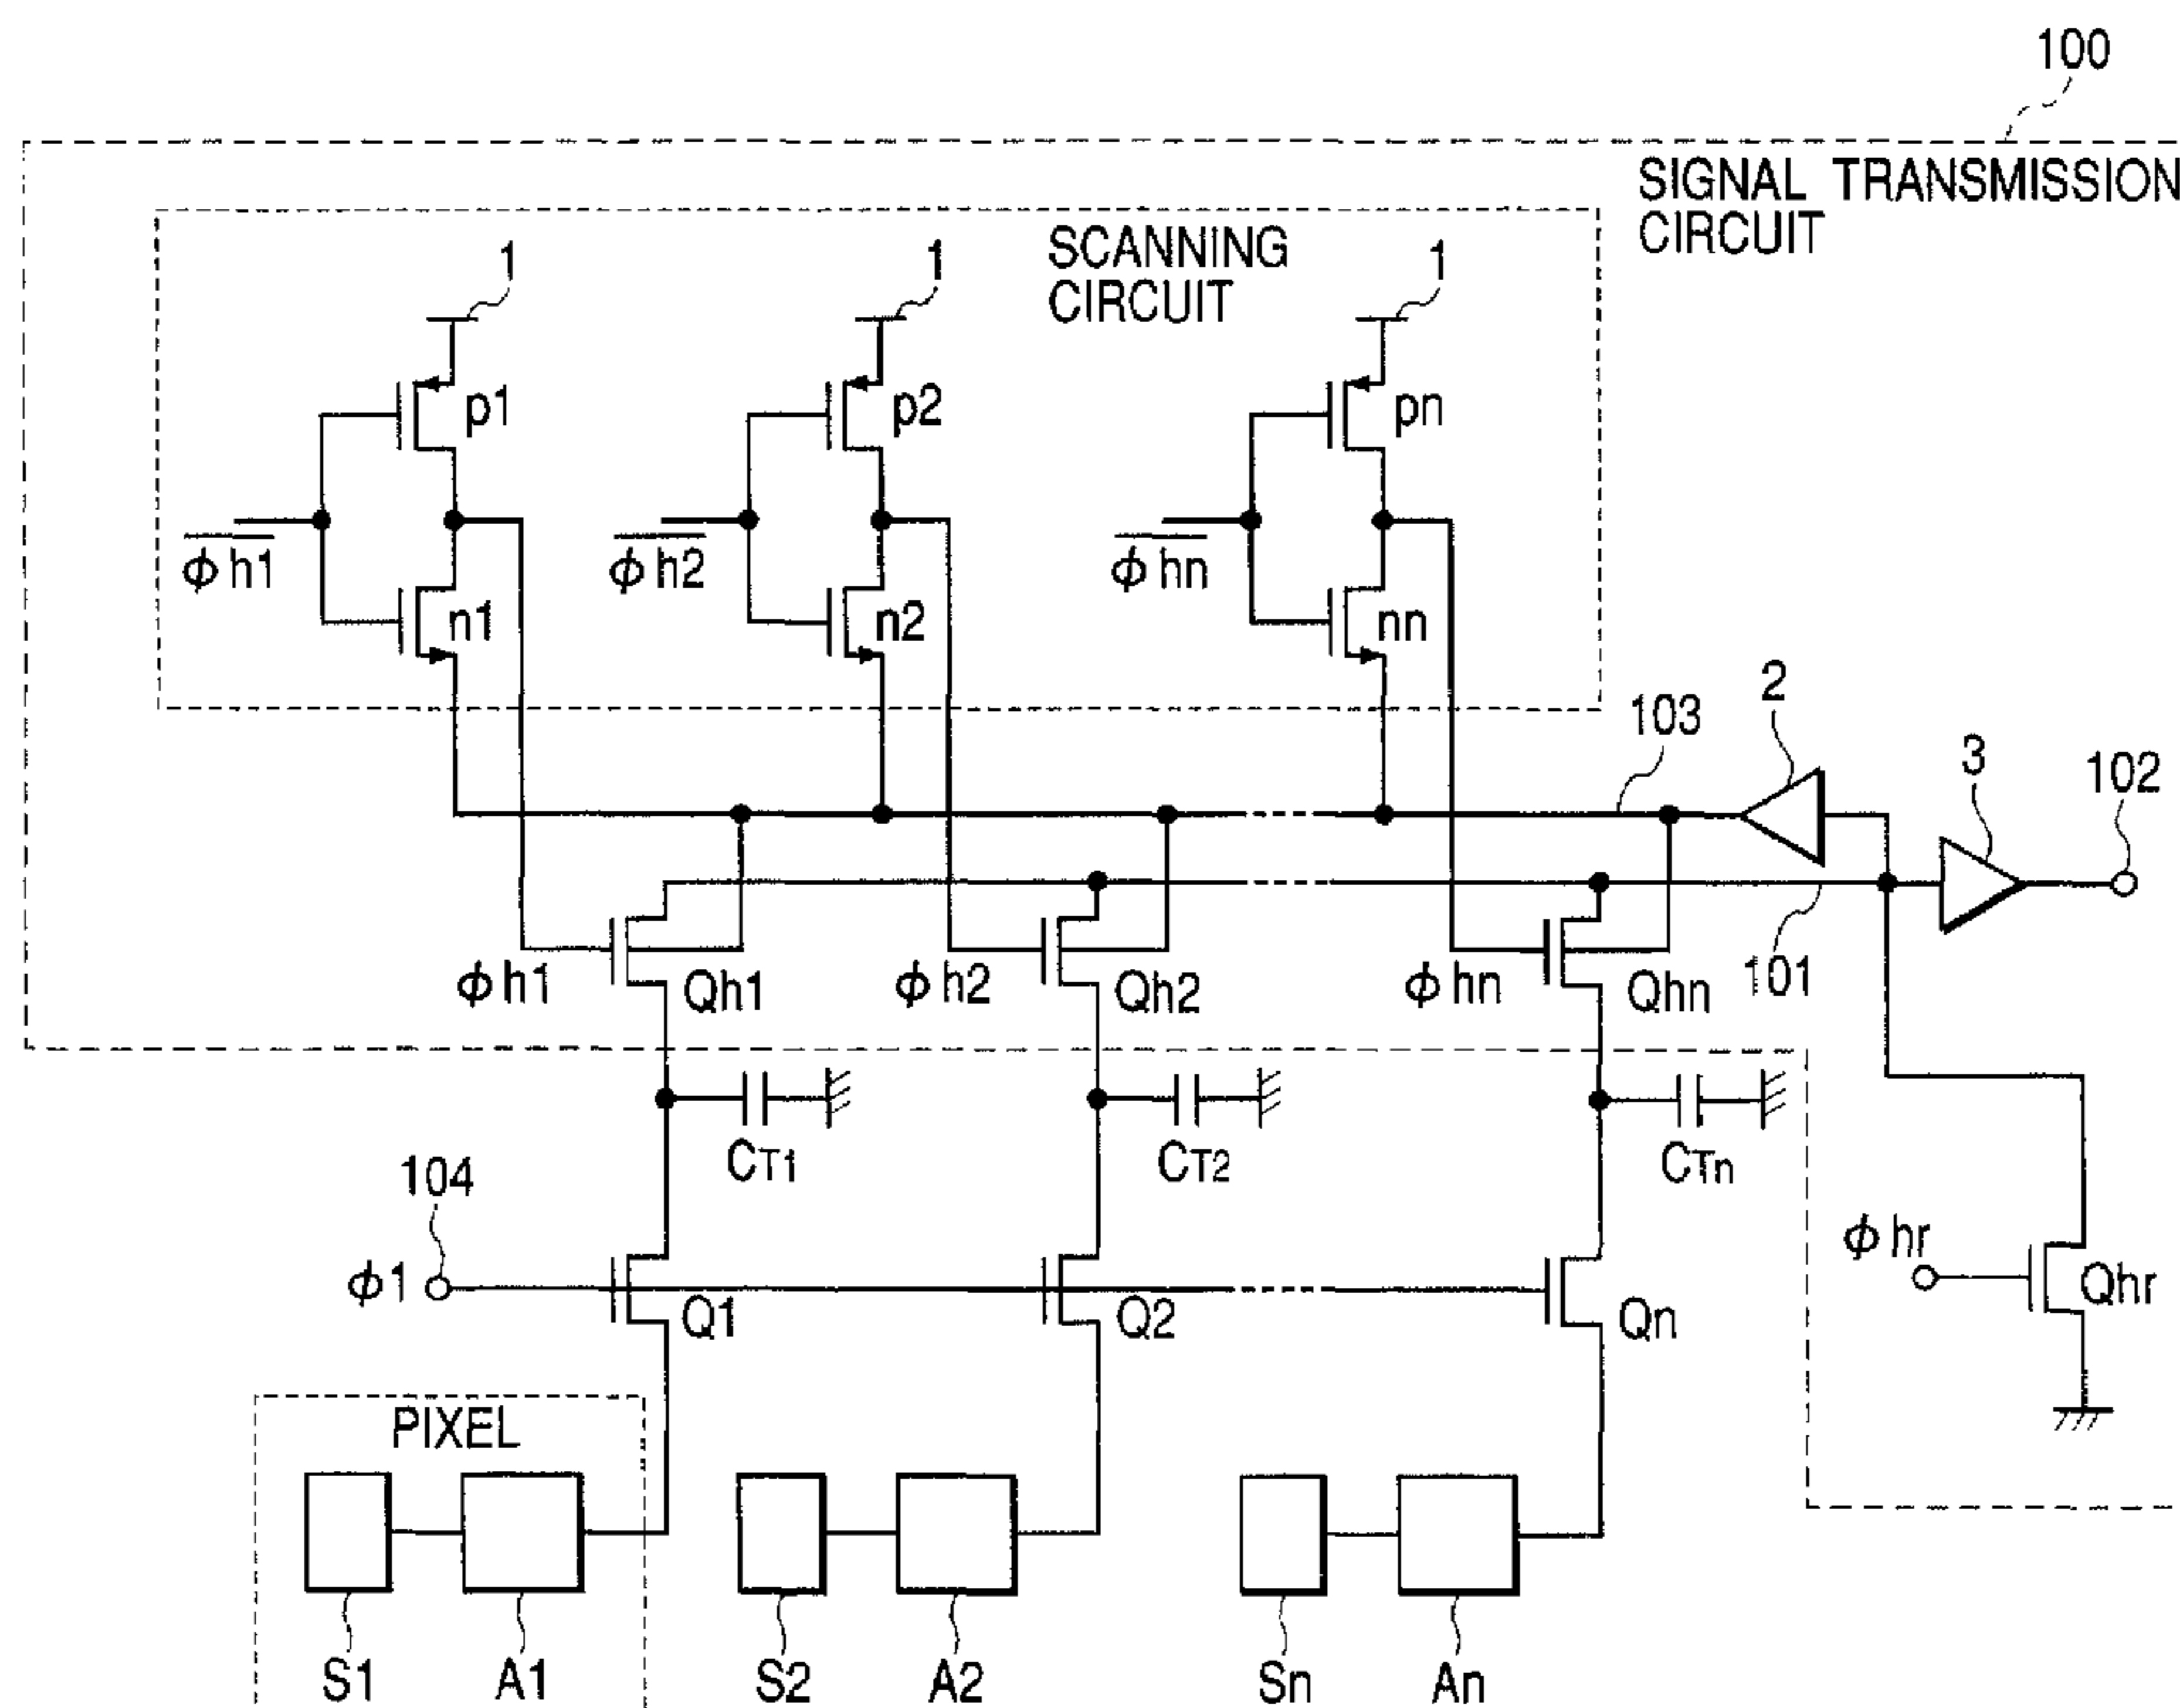 100
SIGNAL TRANSMISSION
CIRCUIT
SCANNING
CIRCUIT
1 1 1
p1 p2 pn
ϕh1 ϕh2 ϕhn
n1 n2 nn
2
103
3
102
ϕh1 Qh1 ϕh2 Qh2 ϕhn Qhn 101
CT1 CT2 CTn
104
ϕ1 Q1 Q2 Qn
ϕhr Qhr
PIXEL
S1 A1 S2 A2 Sn An